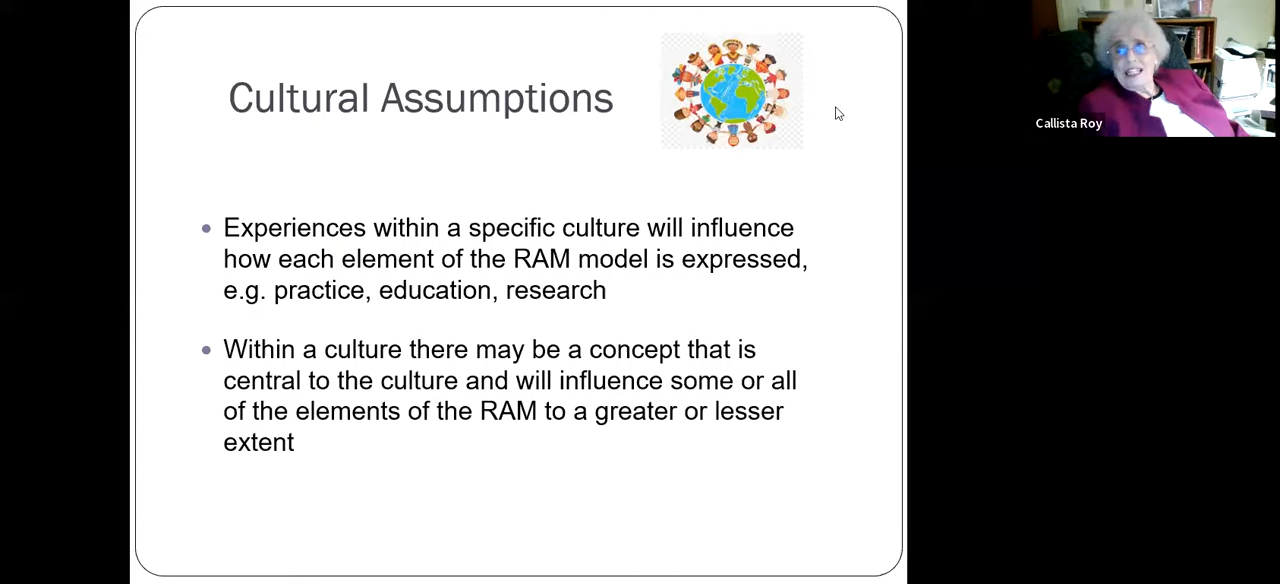 Cultural Assumptions
Callista Roy
Experiences within a specific culture will influence
how each element of the RAM model is expressed,
e.g. practice, education, research
Within a culture there may be a concept that is
central to the culture and will influence some or all
of the elements of the RAM to a greater or lesser
extent